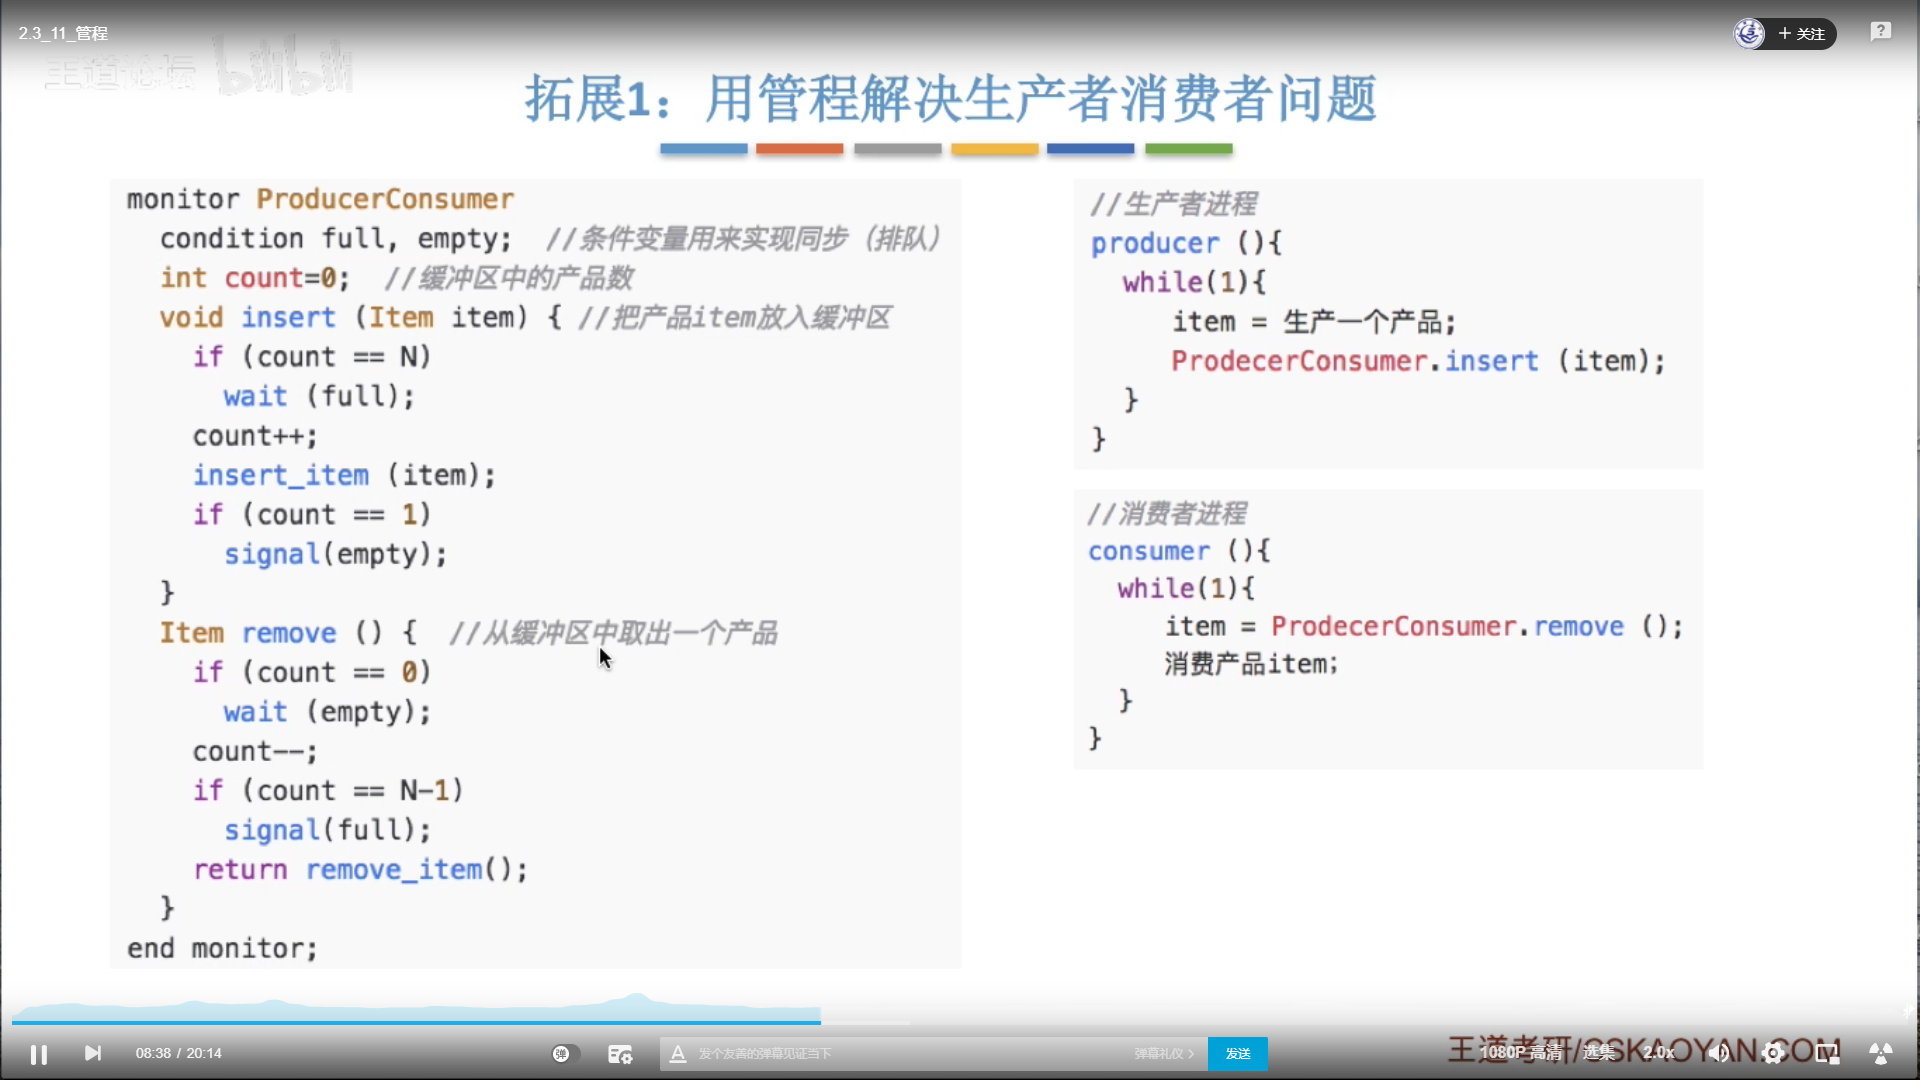 2.3_11_管程
+ 关注
王道论坛 bilibili
拓展1：用管程解决生产者消费者问题
monitor ProducerConsumer
condition full, empty; //条件变量用来实现同步（排队）
int count=0; //缓冲区中的产品数
void insert (Item item) { //把产品item放入缓冲区
if (count == N)
wait (full);
count++;
insert_item (item);
if (count == 1)
signal(empty);
}
Item remove () { //从缓冲区中取出一个产品
if (count == 0)
wait (empty);
count--;
if (count == N-1)
signal(full);
return remove_item();
}
end monitor;
//生产者进程
producer (){
while(1){
item = 生产一个产品;
ProdecerConsumer.insert (item);
}
}
//消费者进程
consumer (){
while(1){
item = ProdecerConsumer.remove ();
消费产品item;
}
}
08:38 / 20:14
弹
发个友善的弹幕见证当下
弹幕礼仪 >
发送
王道考研/CSKAOYAN.COM
1080P 高清
选集
2.0x